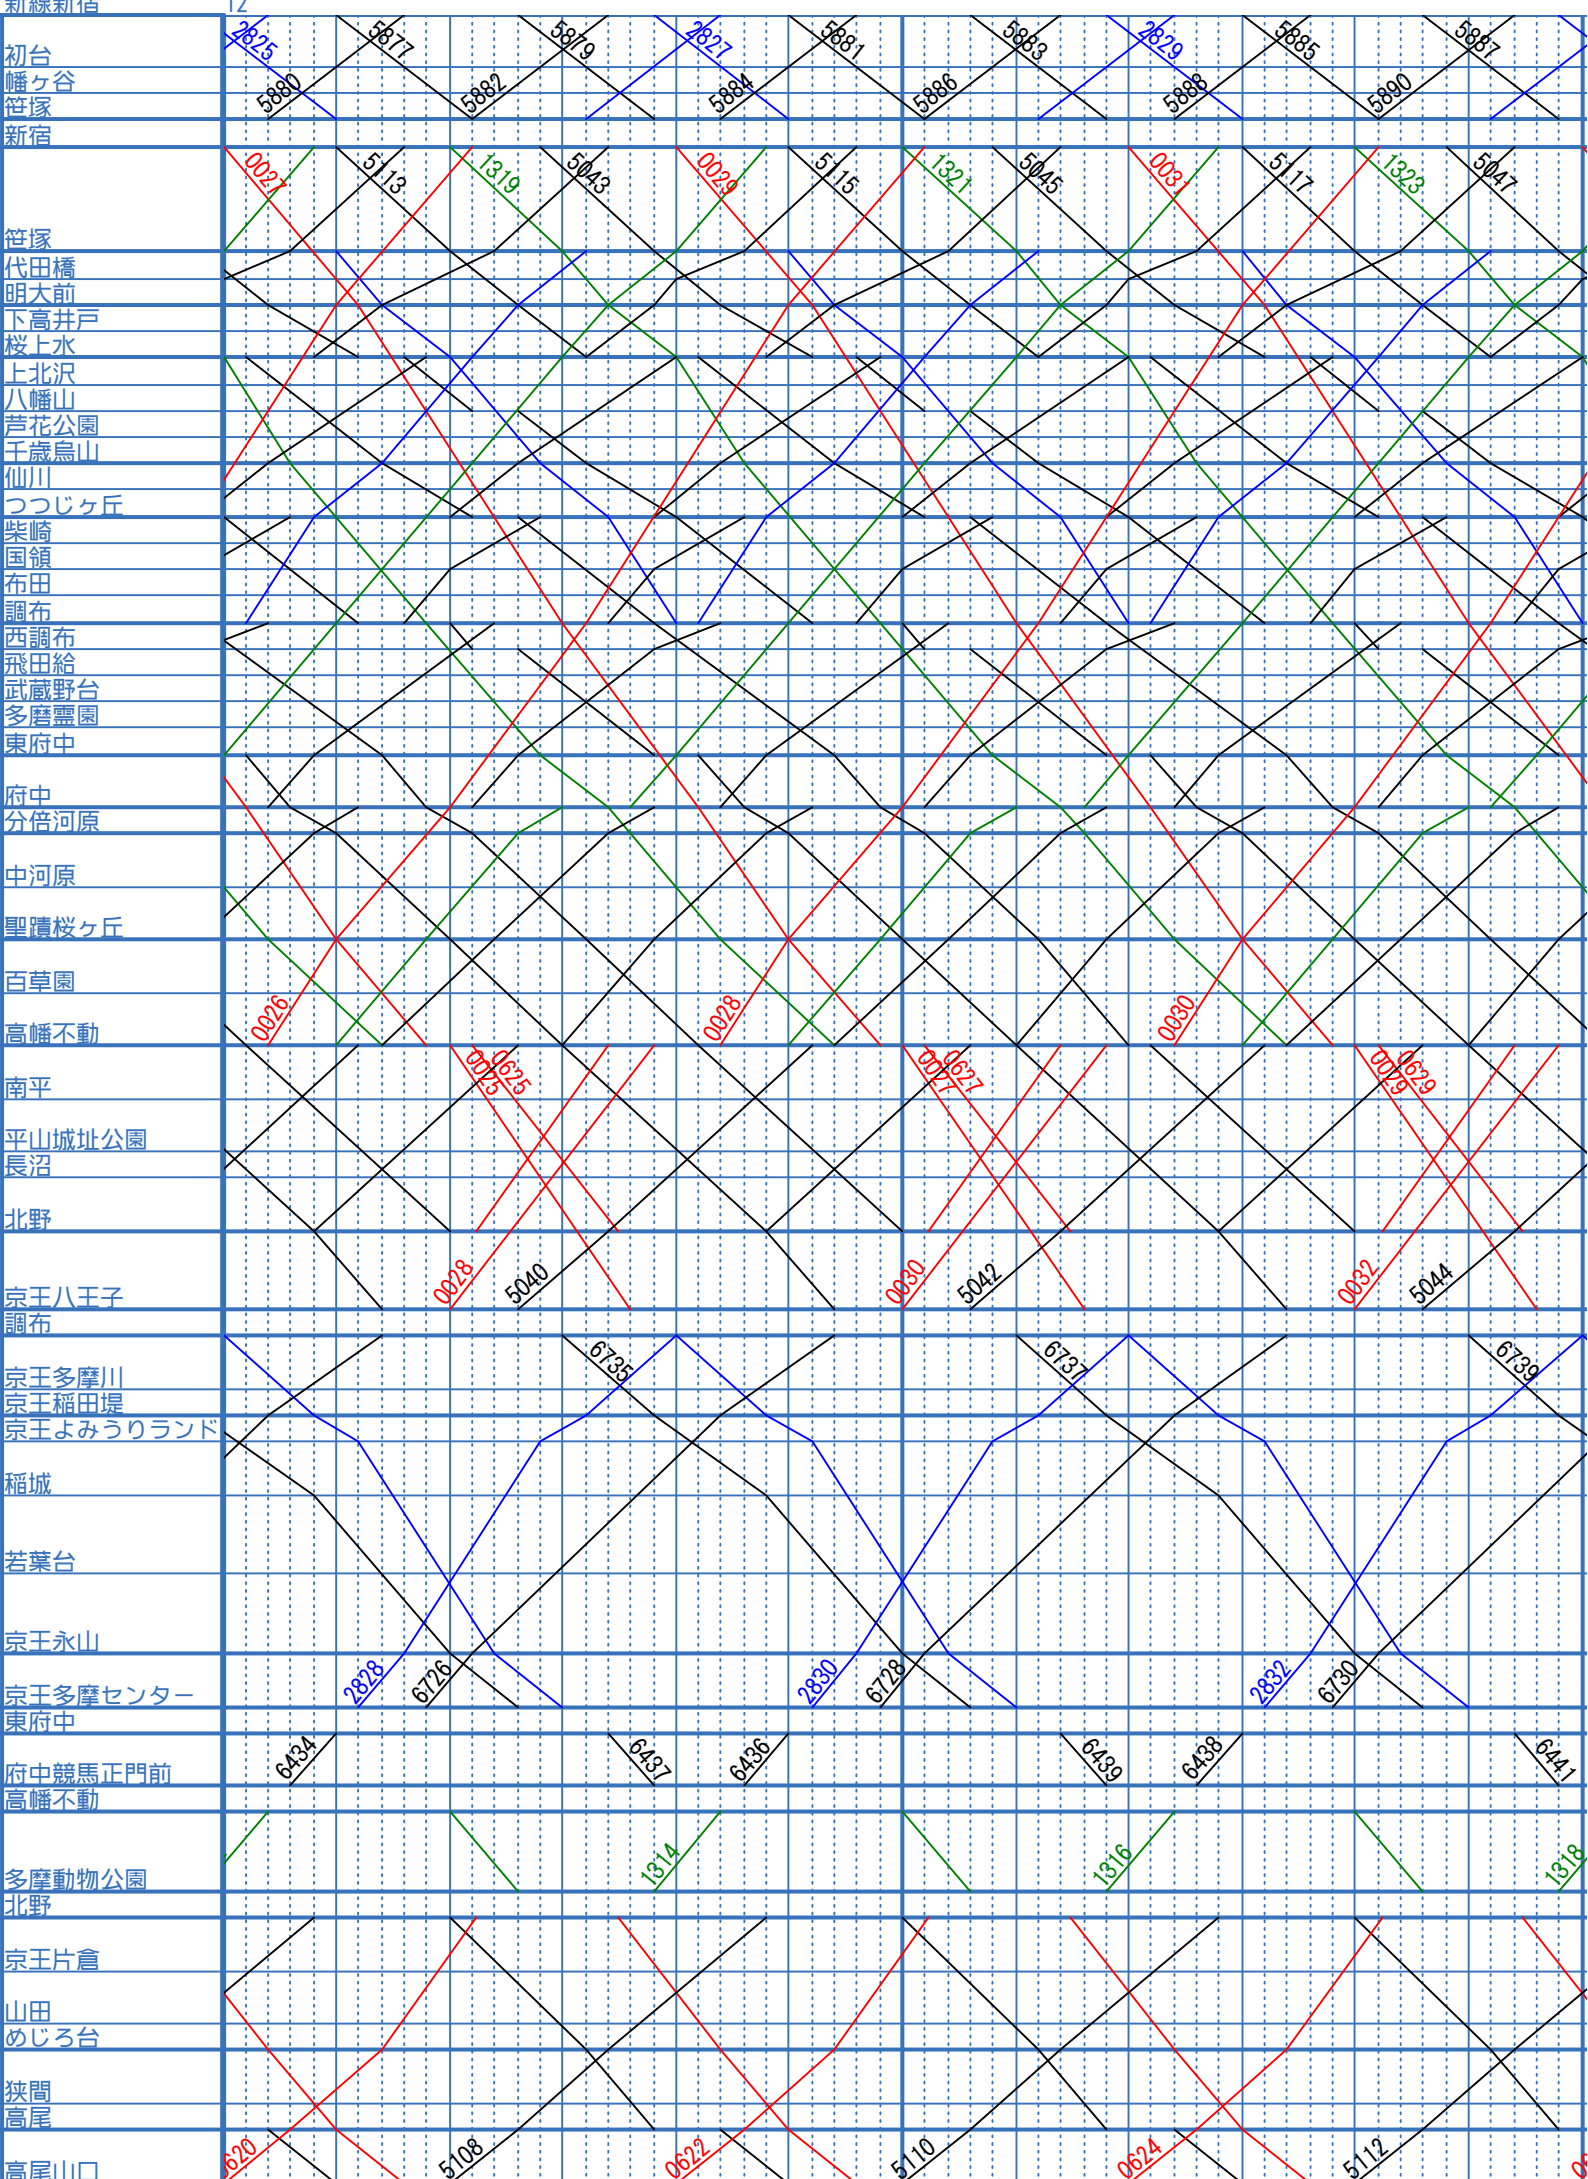 新線新宿 12
初台 2825 5877 5879 2827 5881 5883 2829 5885 5887
幡ヶ谷
笹塚 5880 5882 5884 5886 5888 5890
新宿
0027 5113 1319 5043 0029 5115 1321 5045 0031 5117 1323 5047
笹塚
代田橋
明大前
下高井戸
桜上水
上北沢
八幡山
芦花公園
千歳烏山
仙川
つつじヶ丘
柴崎
国領
布田
調布
西調布
飛田給
武蔵野台
多磨霊園
東府中
府中
分倍河原
中河原
聖蹟桜ヶ丘
百草園
高幡不動 0026 0028 0030
南平 0025 0625 0027 0627 0029 0629
平山城址公園
長沼
北野
京王八王子 0028 5040 0030 5042 0032 5044
調布
京王多摩川 6735 6737 6739
京王稲田堤
京王よみうりランド
稲城
若葉台
京王永山
京王多摩センター 2828 6726 2830 6728 2832 6730
東府中
府中競馬正門前 6434 6437 6436 6439 6438 6441
高幡不動
多摩動物公園 1314 1316 1318
北野
京王片倉
山田
めじろ台
狭間
高尾
高尾山口 0620 5108 0622 5110 0624 5112